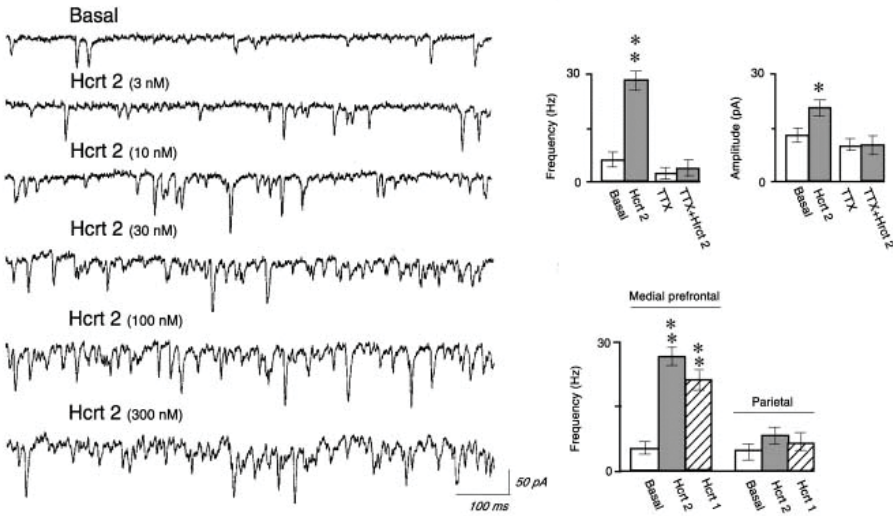 Basal
Hcrt 2 (3 nM)
Hcrt 2 (10 nM)
Hcrt 2 (30 nM)
Hcrt 2 (100 nM)
Hcrt 2 (300 nM)
50 pA
100 ms
30
0
Frequency (Hz)
**
Basal
Hcrt 2
TTX
TTX+Hrct 2
30
0
Amplitude (pA)
*
Basal
Hcrt 2
TTX
TTX+Hrct 2
Medial prefrontal
30
0
Frequency (Hz)
**
**
Parietal
Basal
Hcrt 2
Hcrt 1
Basal
Hcrt 2
Hcrt 1